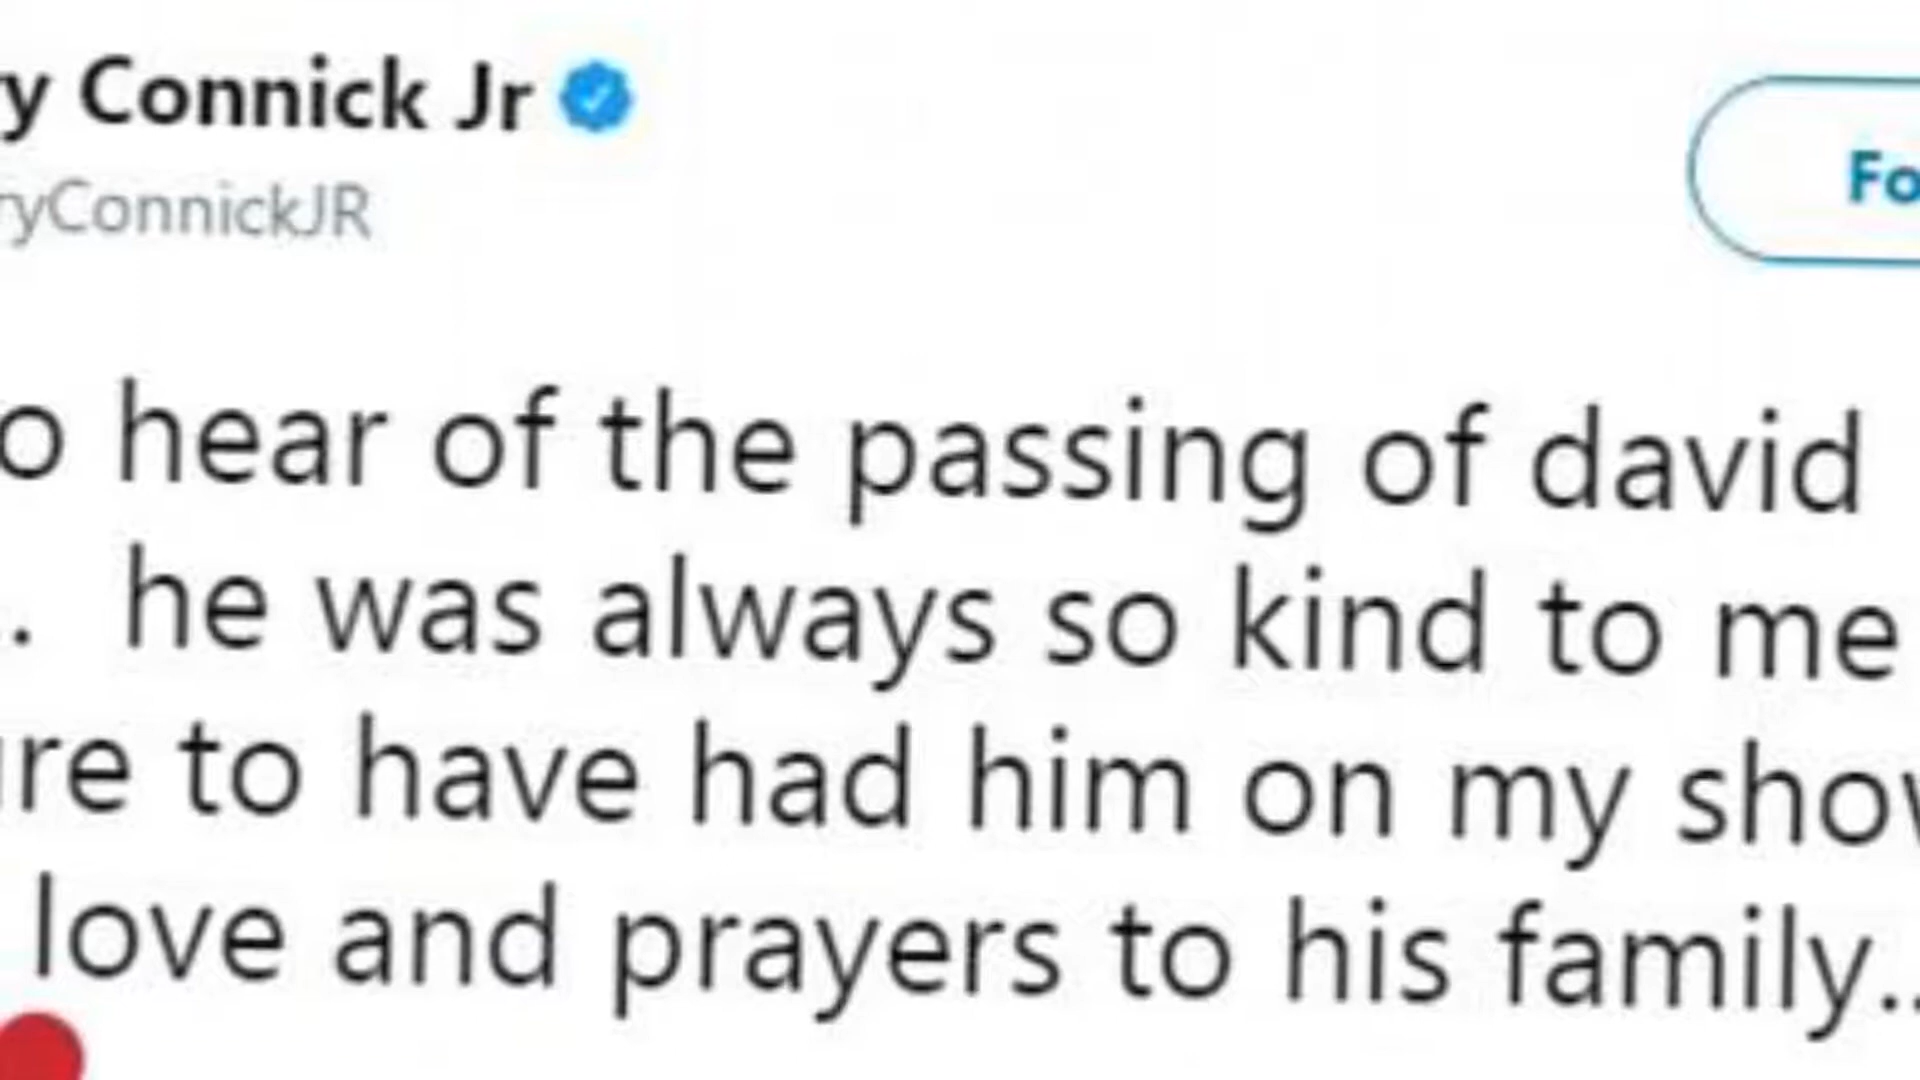 y Connick Jr
ryConnickJR
Fo
o hear of the passing of david
. he was always so kind to me
re to have had him on my show
love and prayers to his family..